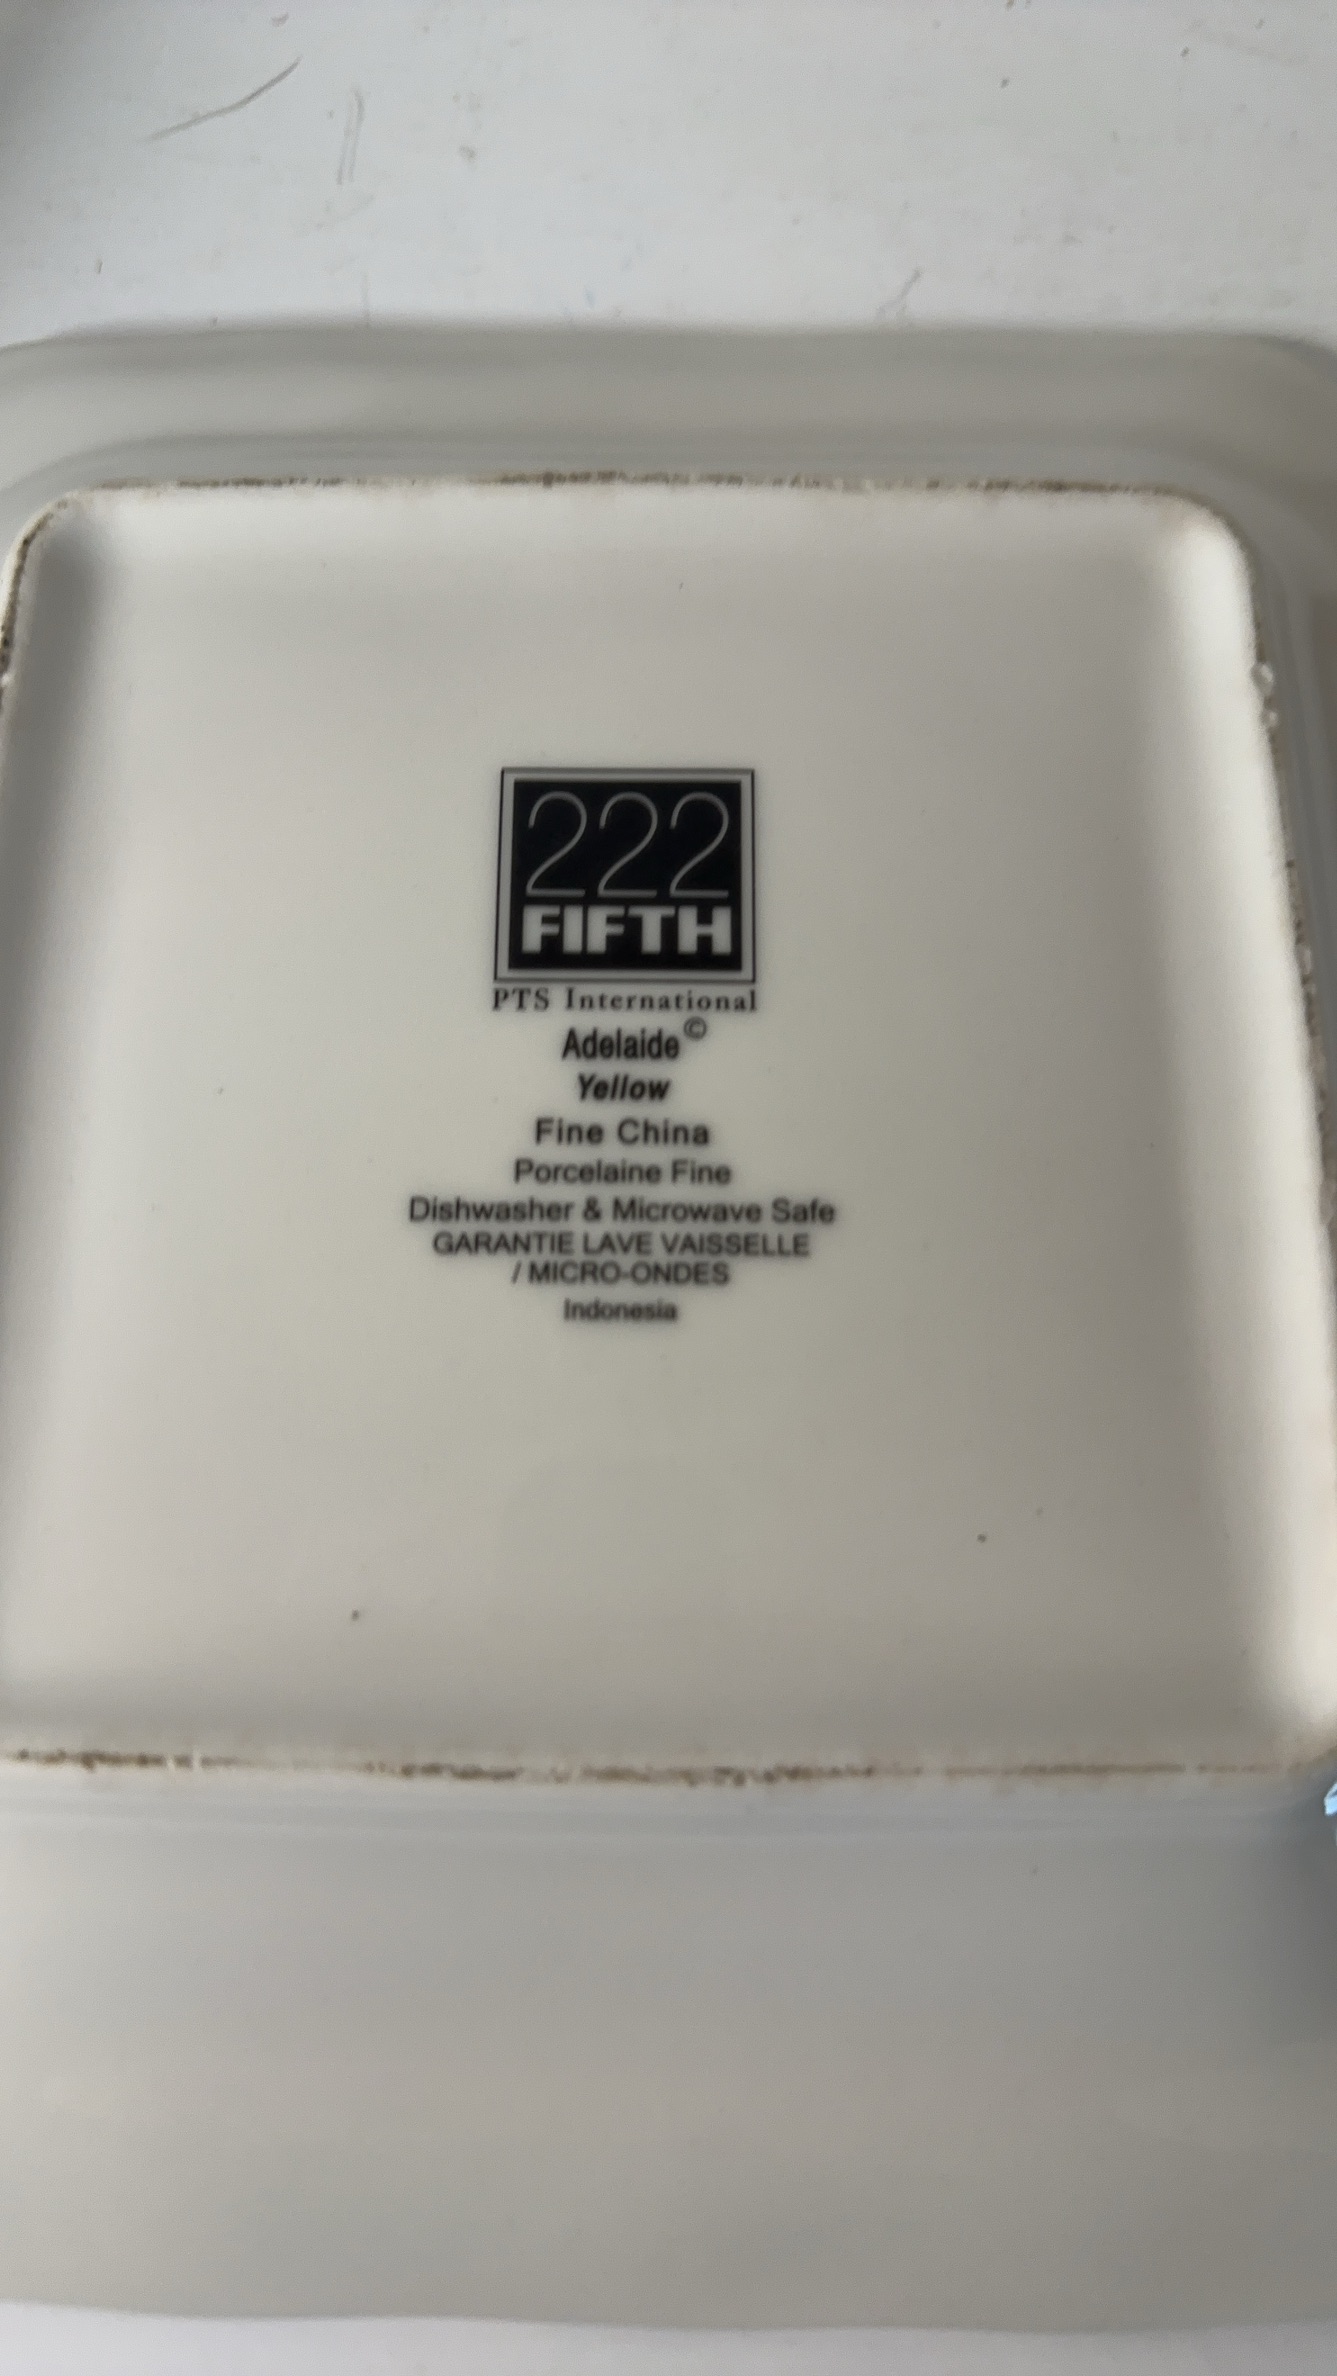 222
FIFTH
PTS International
Adelaide©
Yellow
Fine China
Porcelaine Fine
Dishwasher & Microwave Safe
GARANTIE LAVE VAISSELLE
/ MICRO-ONDES
Indonesia